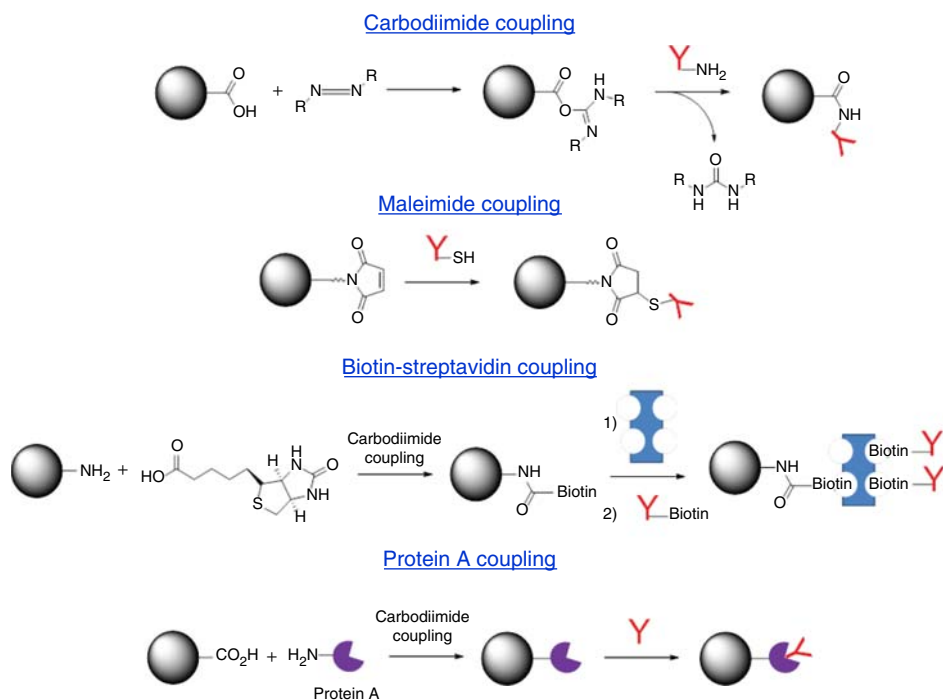 Carbodiimide coupling
O
OH
+
R
N
N
R
O
O
H
N
R
N
R
NH2
O
NH
O
R
N
H
N
H
R
Maleimide coupling
O
N
O
SH
O
N
O
S
Biotin-streptavidin coupling
NH2
+
O
HO
H
HN
O
NH
S
H
Carbodiimide
coupling
NH
O
Biotin
1)
2)
Biotin
NH
O
Biotin
Biotin
Biotin
Protein A coupling
CO2H
+
H2N
Protein A
Carbodiimide
coupling